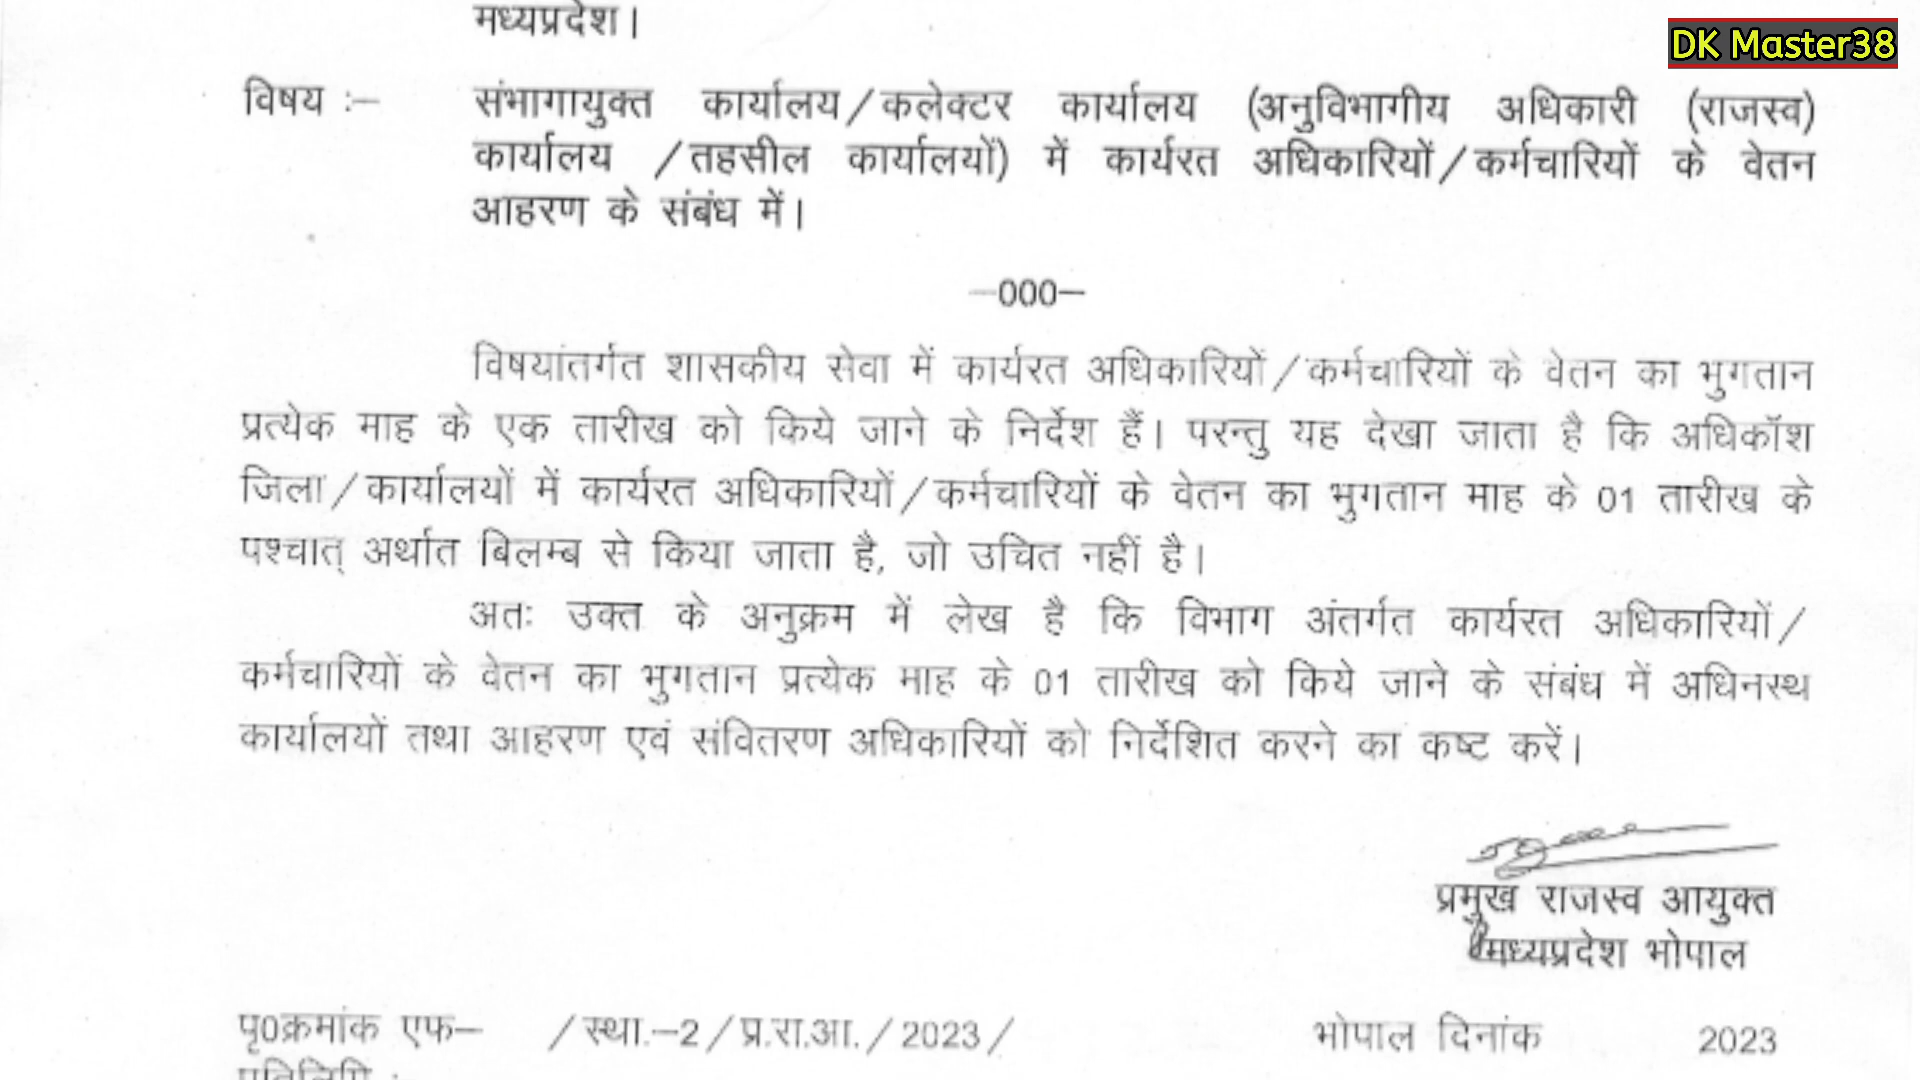 मध्यप्रदेश।
DK Master38
विषय :– संभागायुक्त कार्यालय/कलेक्टर कार्यालय (अनुविभागीय अधिकारी (राजस्व)
कार्यालय /तहसील कार्यालयों) में कार्यरत अधिकारियों/कर्मचारियों के वेतन
आहरण के संबंध में।
–000–
विषयांतर्गत शासकीय सेवा में कार्यरत अधिकारियों/कर्मचारियों के वेतन का भुगतान
प्रत्येक माह के एक तारीख को किये जाने के निर्देश हैं। परन्तु यह देखा जाता है कि अधिकॉश
जिला/कार्यालयों में कार्यरत अधिकारियों/कर्मचारियों के वेतन का भुगतान माह के 01 तारीख के
पश्चात् अर्थात बिलम्ब से किया जाता है, जो उचित नहीं है।
अतः उक्त के अनुक्रम में लेख है कि विभाग अंतर्गत कार्यरत अधिकारियों/
कर्मचारियों के वेतन का भुगतान प्रत्येक माह के 01 तारीख को किये जाने के संबंध में अधिनस्थ
कार्यालयों तथा आहरण एवं संवितरण अधिकारियों को निर्देशित करने का कष्ट करें।
प्रमुख राजस्व आयुक्त
मध्यप्रदेश भोपाल
पृ0क्रमांक एफ– /स्था.–2/प्र.रा.आ./2023/ भोपाल दिनांक 2023